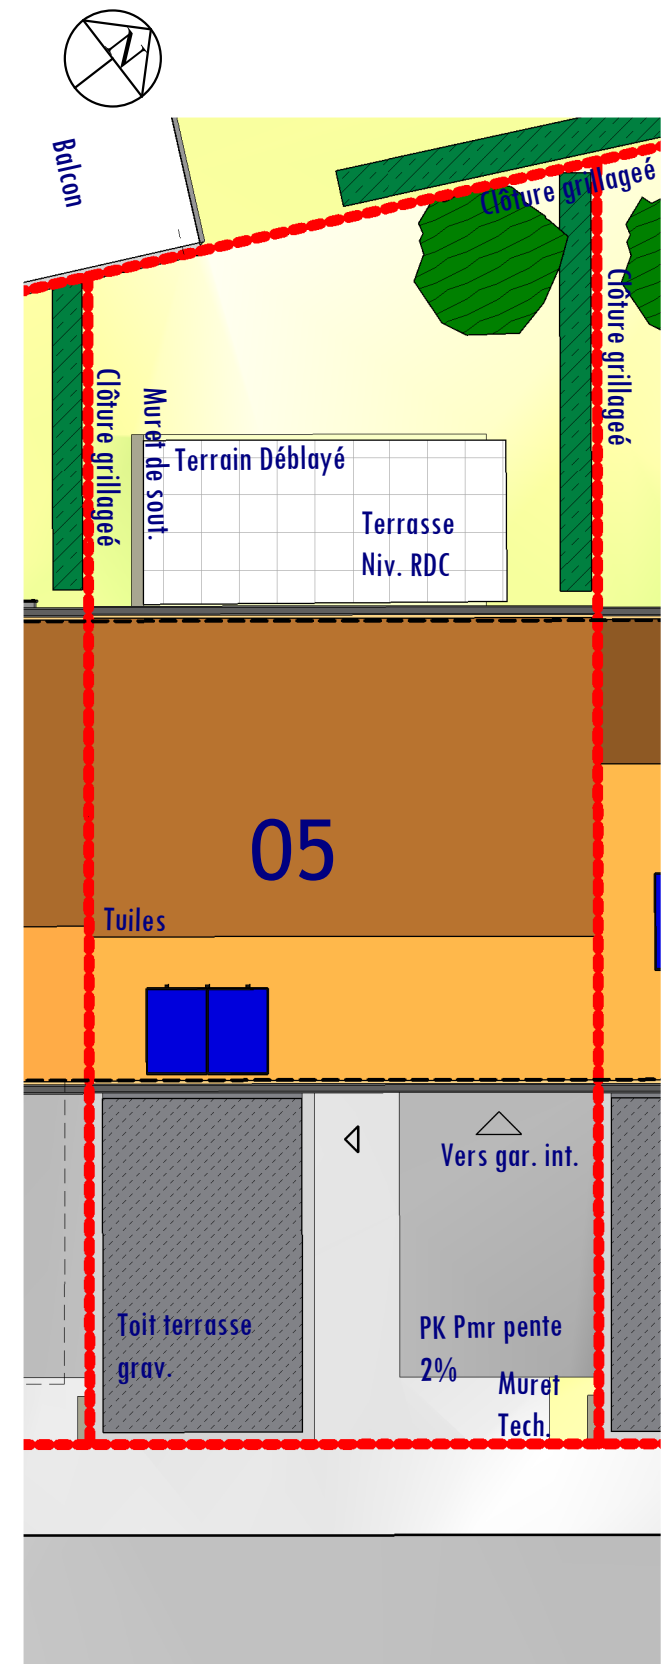 N
Balcon
Clôture grillageé
Clôture grillageé
Clôture grillageé
Muret de sout.
Terrain Déblayé
Terrasse
Niv. RDC
05
Tuiles
Vers gar. int.
Toit terrasse
grav.
PK Pmr pente
2%
Muret
Tech.